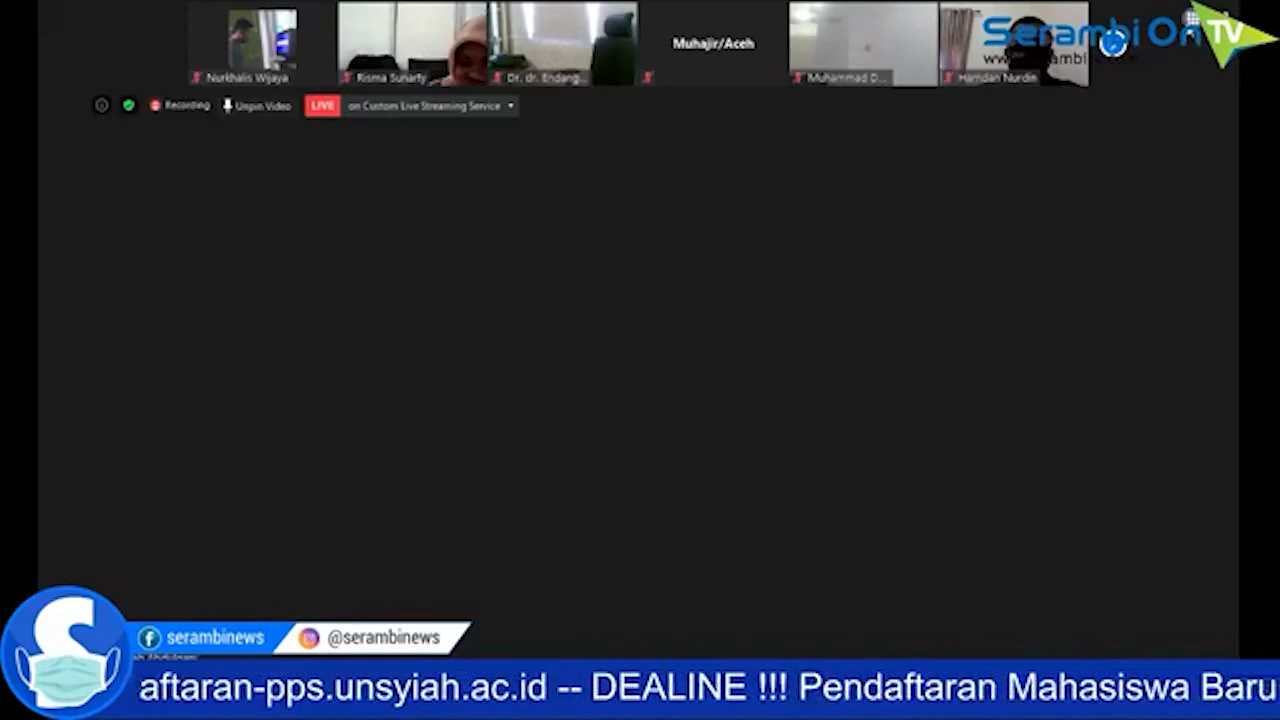 Serambi On TV
Muhajir/Aceh
Nurkhalis Wijaya
Risma Sunarty
Dr. dr. Endang...
Muhammad D...
Hamdan Nurdin
Recording
Unpin Video
LIVE
on Custom Live Streaming Service
serambinews
@serambinews
aftaran-pps.unsyiah.ac.id -- DEALINE !!! Pendaftaran Mahasiswa Baru